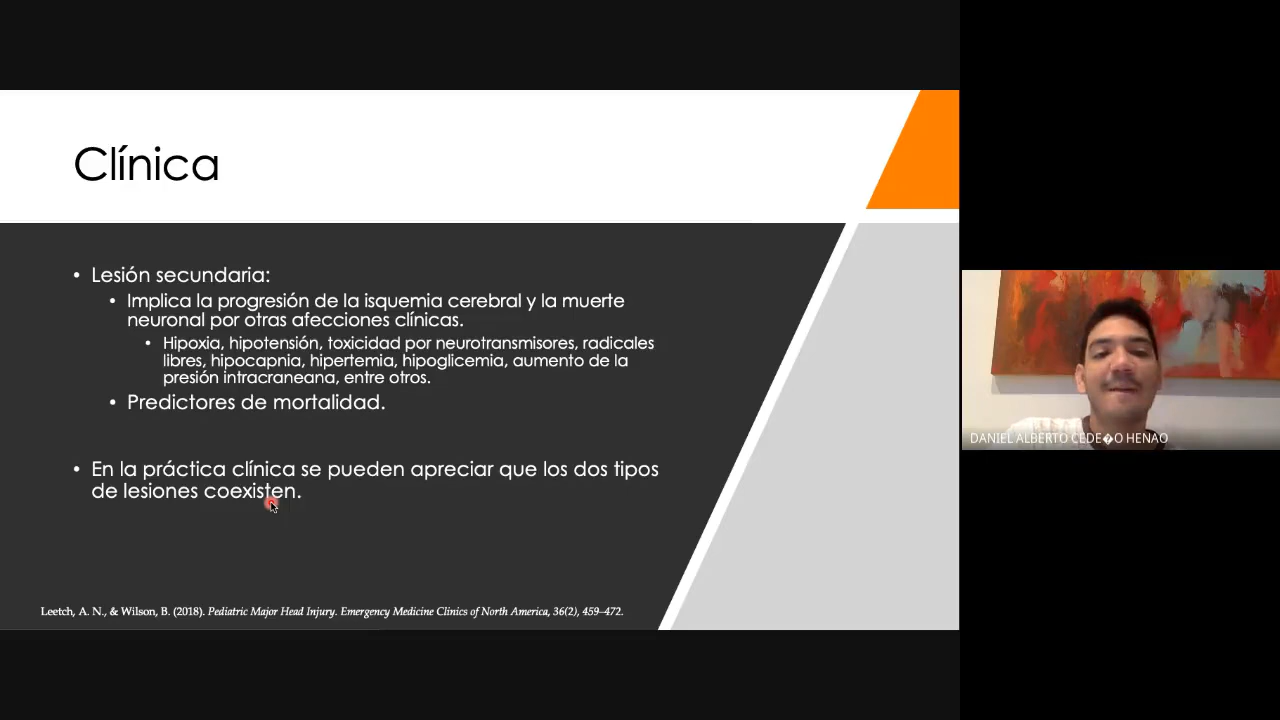 Clínica
• Lesión secundaria:
• Implica la progresión de la isquemia cerebral y la muerte
neuronal por otras afecciones clínicas.
• Hipoxia, hipotensión, toxicidad por neurotransmisores, radicales
libres, hipocapnia, hipertemia, hipoglicemia, aumento de la
presión intracraneana, entre otros.
• Predictores de mortalidad.
• En la práctica clínica se pueden apreciar que los dos tipos
de lesiones coexisten.
Leetch, A. N., & Wilson, B. (2018). Pediatric Major Head Injury. Emergency Medicine Clinics of North America, 36(2), 459–472.
DANIEL ALBERTO CEDE�O HENAO